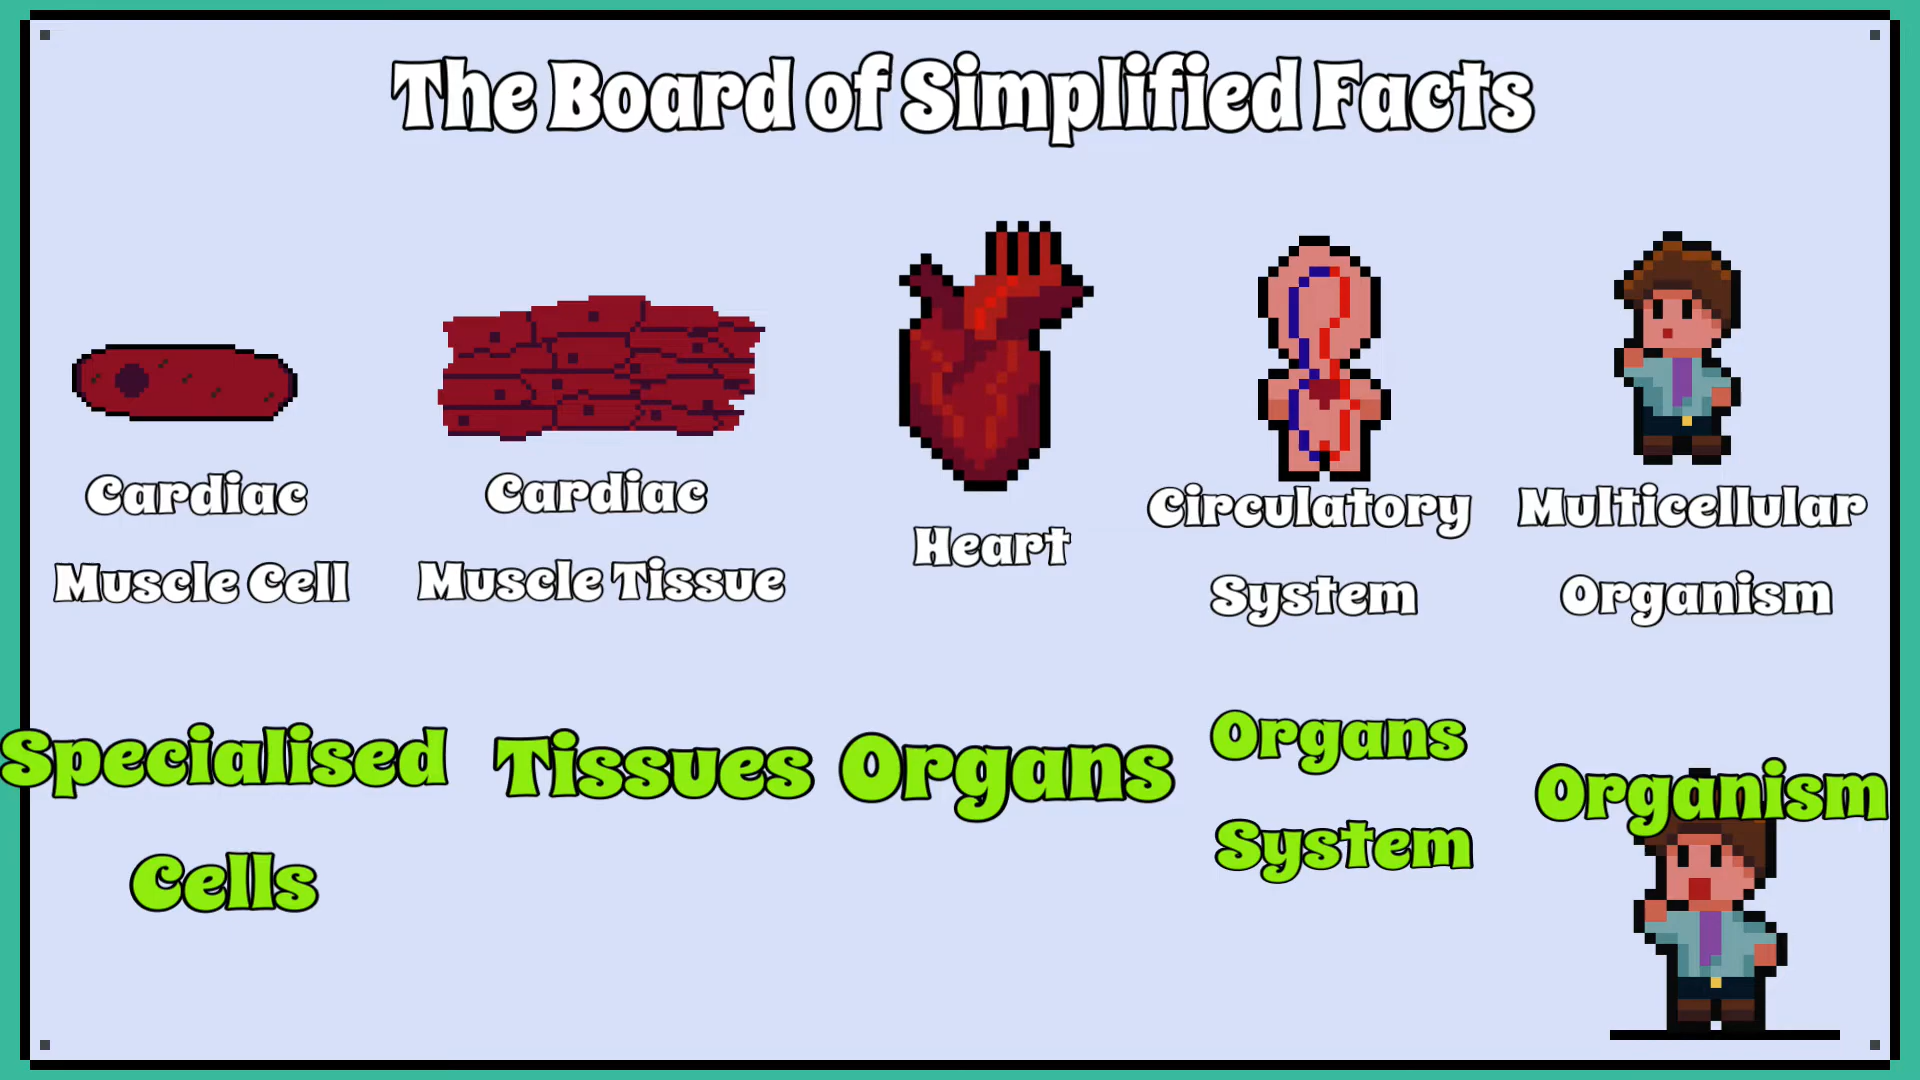 The Board of Simplified Facts
Cardiac
Muscle Cell
Cardiac
Muscle Tissue
Heart
Circulatory
System
Multicellular
Organism
Specialised
Cells
Tissues
Organs
Organs
System
Organism